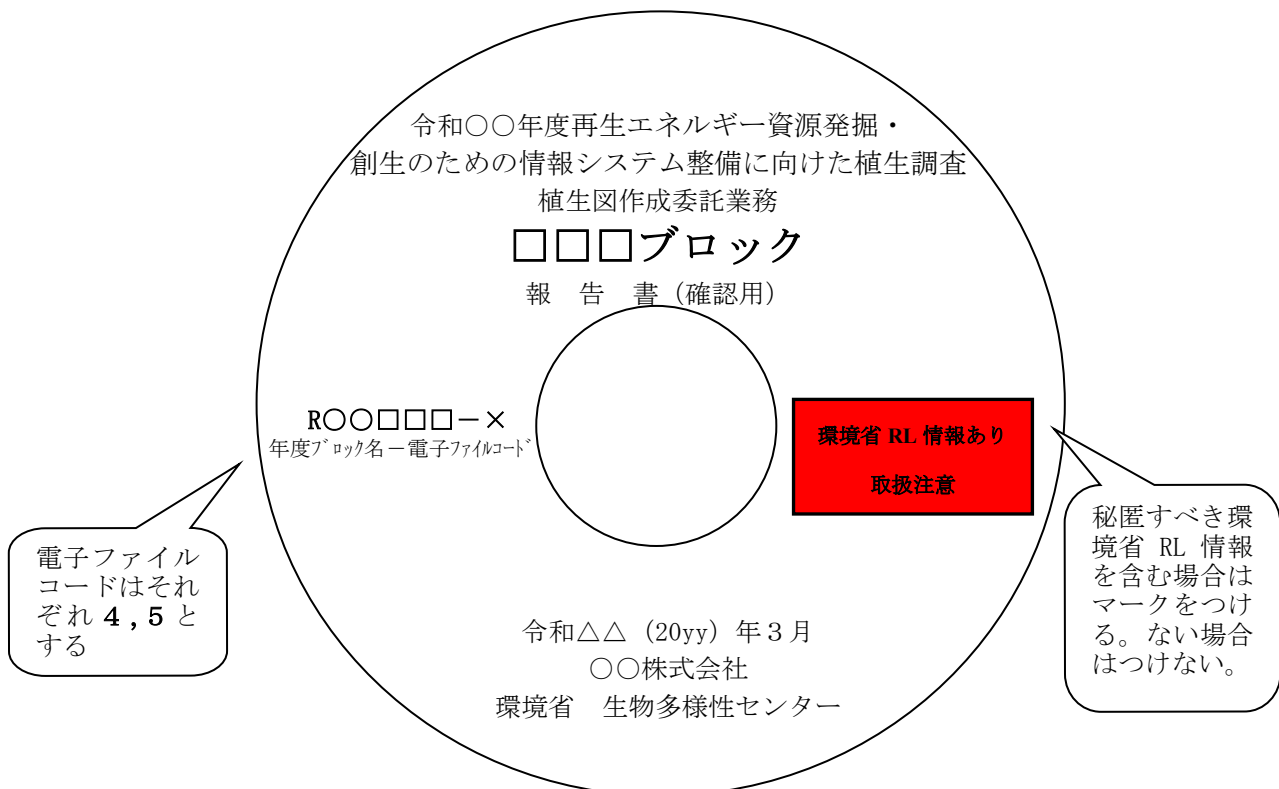 令和○○年度再生エネルギー資源発掘・
創生のための情報システム整備に向けた植生調査
植生図作成委託業務
□□□ブロック
報　告　書（確認用）
R○○□□□－×
年度ﾌﾞﾛｯｸ名－電子ﾌｧｲﾙｺｰﾄﾞ
環境省 RL 情報あり
取扱注意
電子ファイル
コードはそれ
ぞれ４,５と
する
秘匿すべき環
境省 RL 情報
を含む場合は
マークをつけ
る。ない場合
はつけない。
令和△△（20yy）年３月
○○株式会社
環境省　生物多様性センター